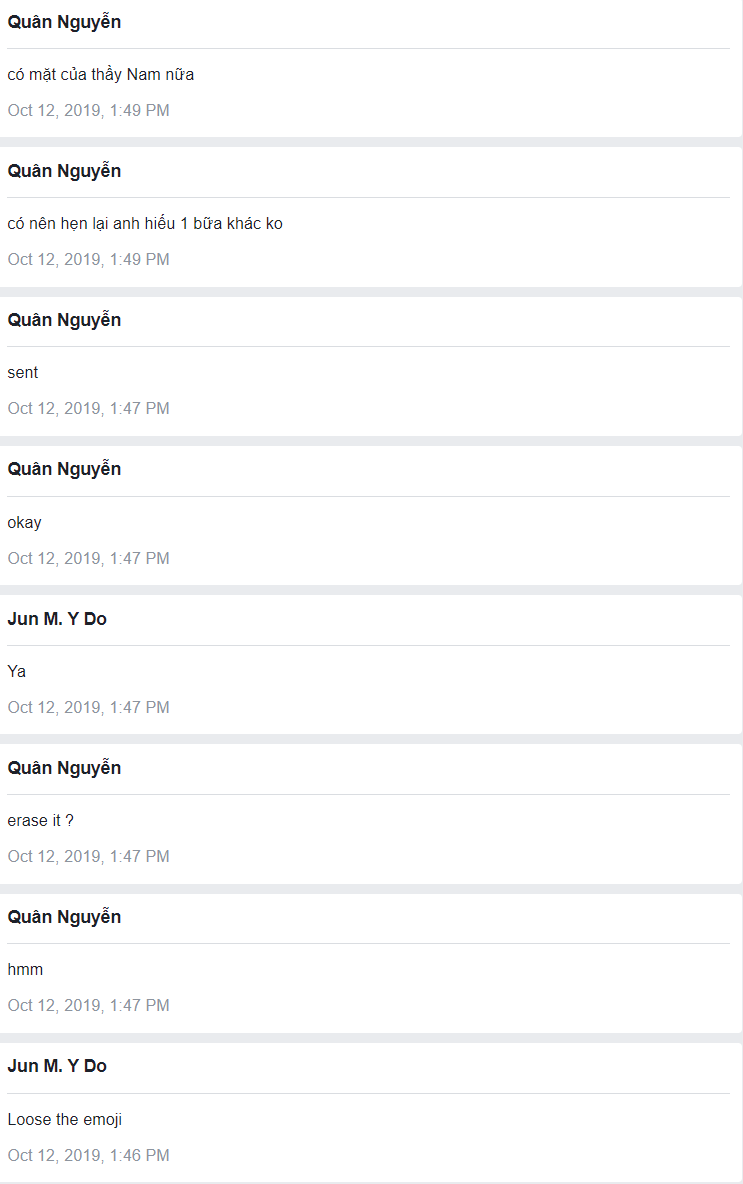 Quân Nguyễn
có mặt của thầy Nam nữa
Oct 12, 2019, 1:49 PM
Quân Nguyễn
có nên hẹn lại anh hiếu 1 bữa khác ko
Oct 12, 2019, 1:49 PM
Quân Nguyễn
sent
Oct 12, 2019, 1:47 PM
Quân Nguyễn
okay
Oct 12, 2019, 1:47 PM
Jun M. Y Do
Ya
Oct 12, 2019, 1:47 PM
Quân Nguyễn
erase it ?
Oct 12, 2019, 1:47 PM
Quân Nguyễn
hmm
Oct 12, 2019, 1:47 PM
Jun M. Y Do
Loose the emoji
Oct 12, 2019, 1:46 PM